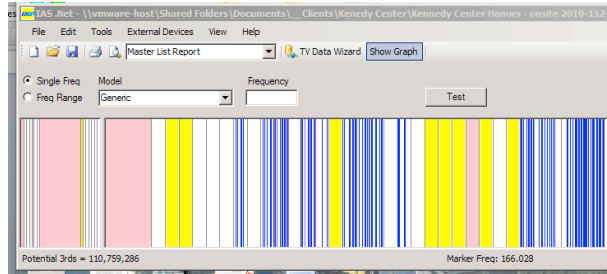 IAS Jiet - \\vmware-host\Shared Folders\Documents\__Clients\Kenedy Center\Kennedy Center Honors - onsite 2010-112
File Edit Tools External Devices View Help
Master List Report TV Data Wizard Show Graph
Single Freq Model Frequency
Freq Range Generic Test
Potential 3rds = 110,759,286 Marker Freq: 166.028